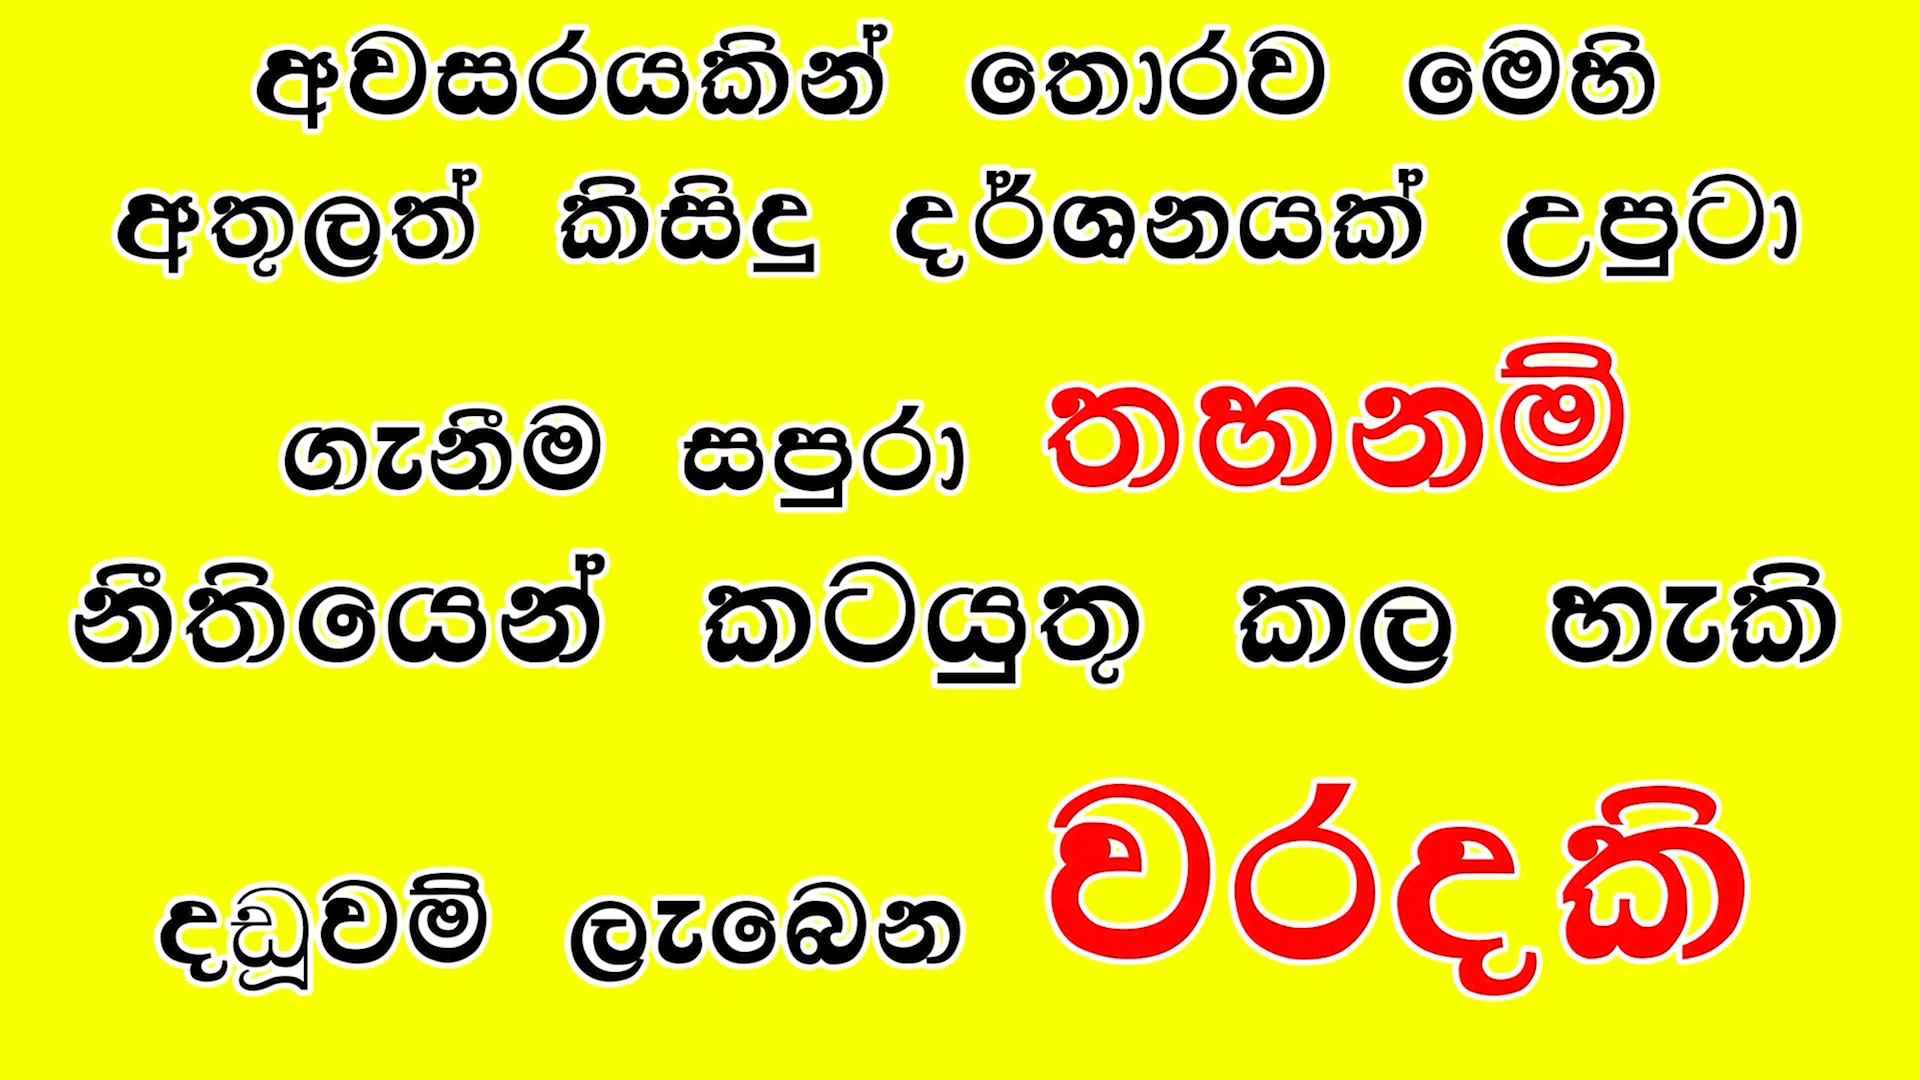 අවසරයකින් තොරව මෙහි
අතුලත් කිසිදු දර්ශනයක් උපුටා
ගැනීම සපුරා තහනම්
නීතියෙන් කටයුතු කල හැකි
දඩූවම් ලැබෙන වරදකි